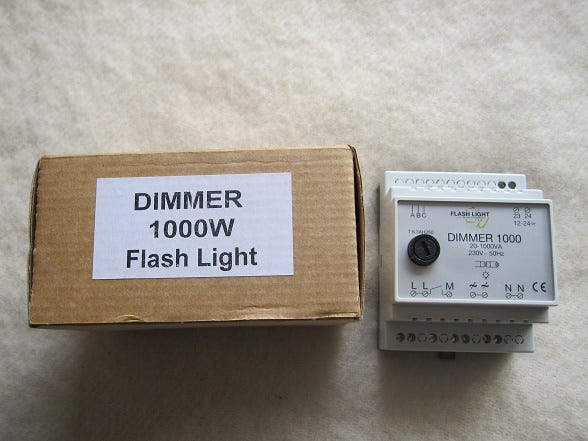 DIMMER
1000W
Flash Light
A B C
FLASH LIGHT
23 24
12-24
T 6,3AH250
DIMMER 1000
20-1000VA
230V~ 50Hz
L L M N N CE